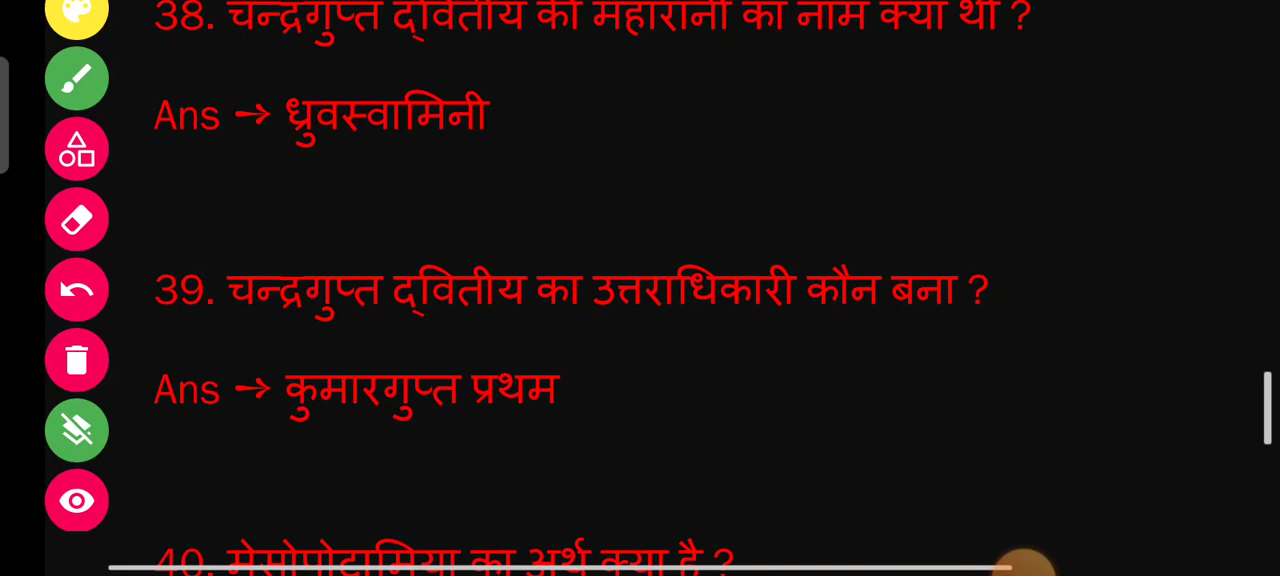 38. चन्द्रगुप्त द्वितीय की महारानी का नाम क्या थी ?
Ans → ध्रुवस्वामिनी
39. चन्द्रगुप्त द्वितीय का उत्तराधिकारी कौन बना ?
Ans → कुमारगुप्त प्रथम
40. मेसोपोटामिया का अर्थ क्या है ?